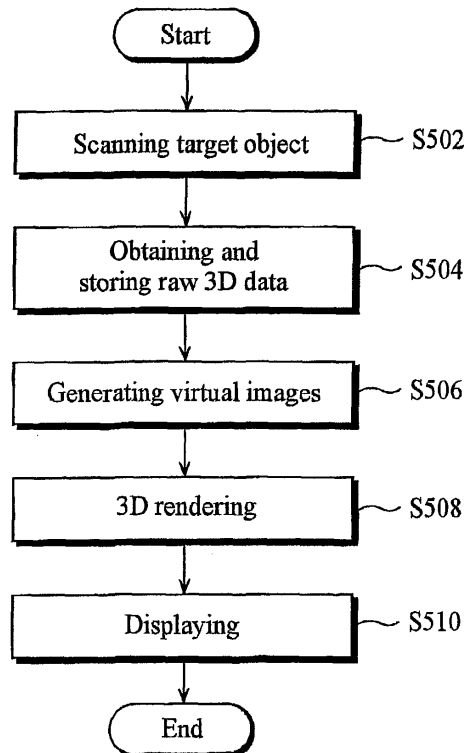 Start
Scanning target object
S502
Obtaining and
storing raw 3D data
S504
Generating virtual images
S506
3D rendering
S508
Displaying
S510
End